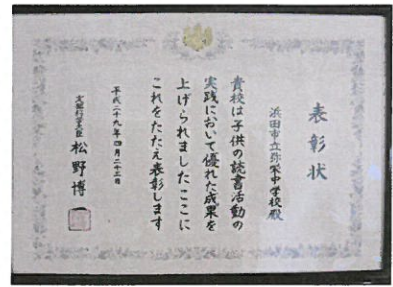 表彰状
浜田市立弥栄中学校殿
貴校は子供の読書活動の
実践において優れた成果を
上げられましたここに
これをたたえ表彰します
平成二十九年四月二十三日
文部科学大臣 松野博一